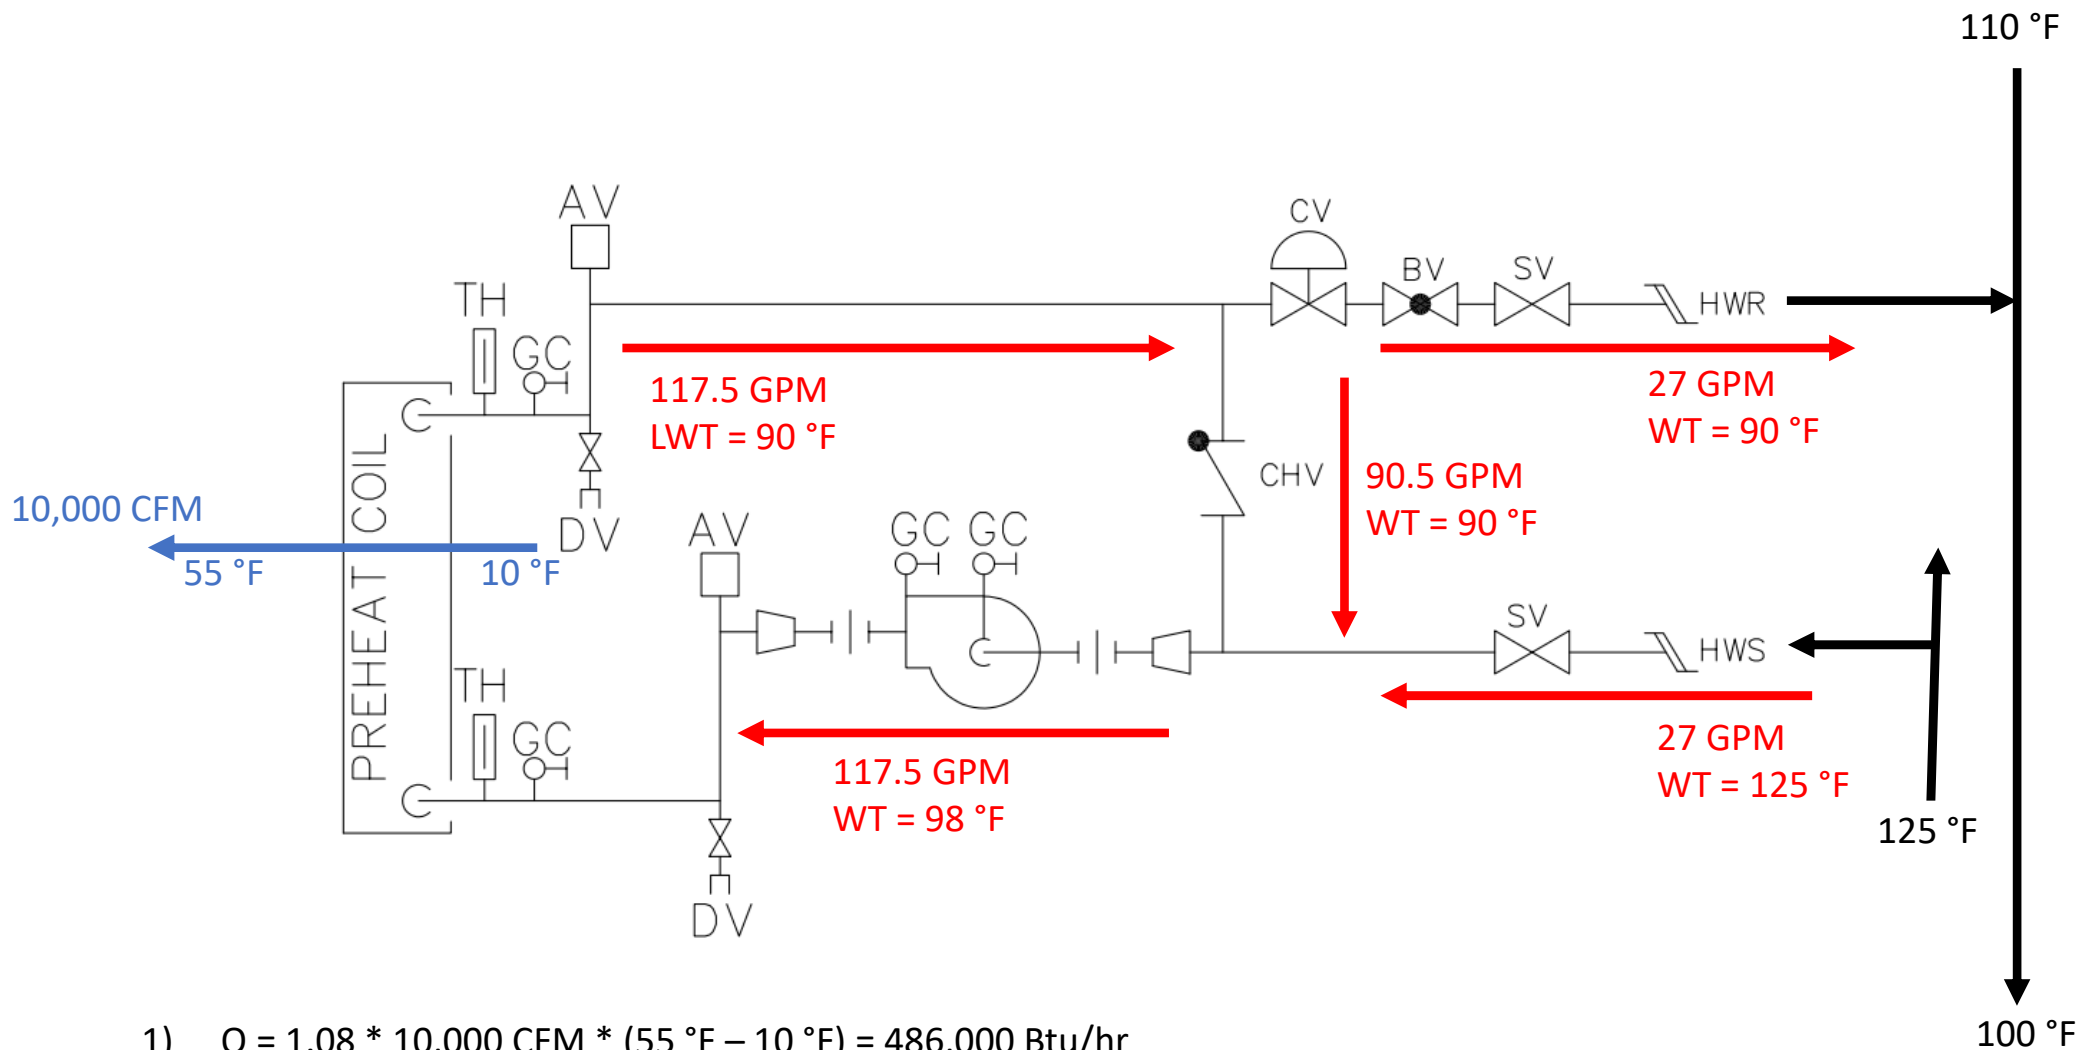 110 °F
AV
CV
BV
SV
TH
GC
HWR
117.5 GPM
LWT = 90 °F
27 GPM
WT = 90 °F
PREHEAT COIL
CHV
90.5 GPM
WT = 90 °F
10,000 CFM
55 °F
10 °F
DV
AV
GC
GC
SV
HWS
TH
GC
117.5 GPM
WT = 98 °F
27 GPM
WT = 125 °F
125 °F
DV
100 °F
1) Q = 1.08 * 10,000 CFM * (55 °F – 10 °F) = 486,000 Btu/hr